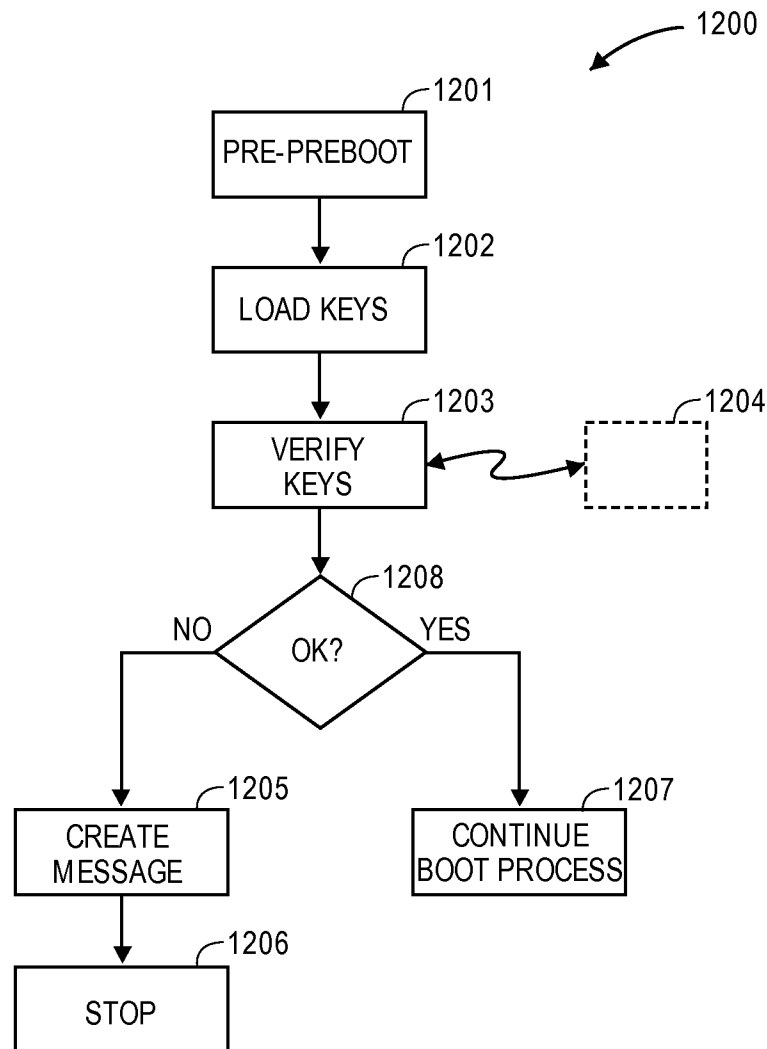 1200
1201
PRE-PREBOOT
1202
LOAD KEYS
1203
VERIFY
KEYS
1204
1208
NO
OK?
YES
1205
CREATE
MESSAGE
1207
CONTINUE
BOOT PROCESS
1206
STOP